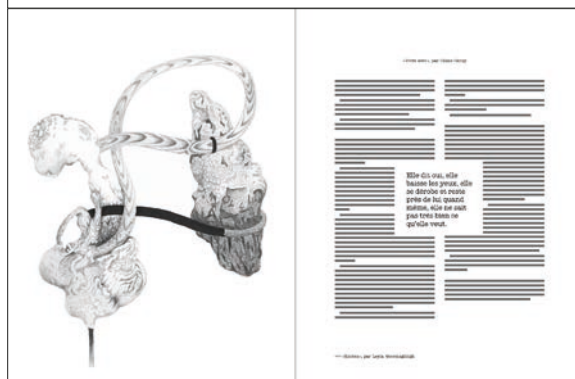 Elle dit oui, elle
baisse les yeux, elle
se dérobe et reste
près de lui quand
même, elle ne sait
pas très bien ce
qu'elle veut.